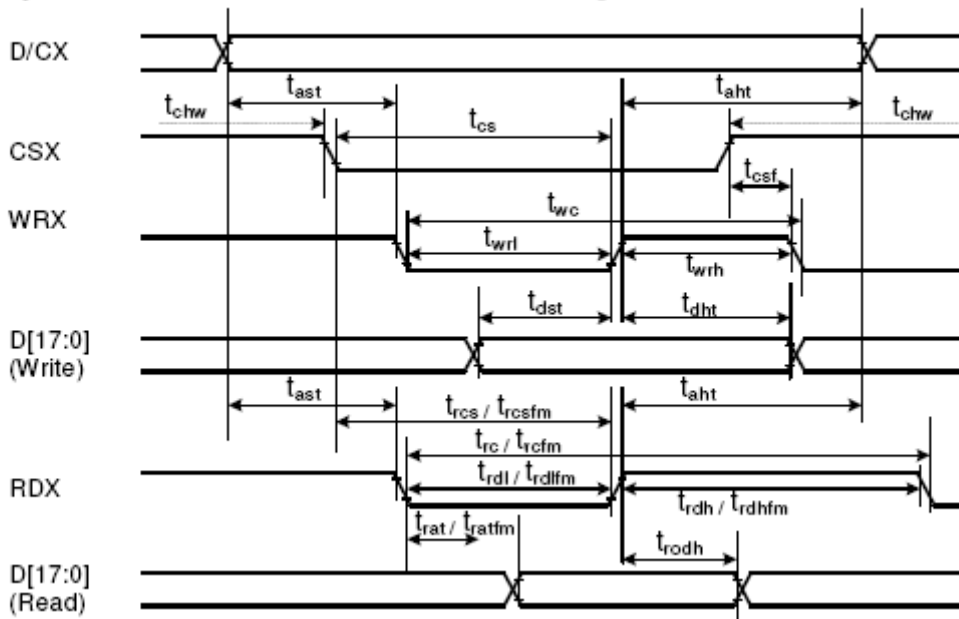 D/CX
t_ast t_aht
t_chw t_cs t_chw
CSX
t_csf
WRX t_wc
t_wrl t_wrh
t_dst t_dht
D[17:0]
(Write)
t_ast t_aht
t_rcs / t_rcsfm
t_rc / t_rcfm
RDX t_rdl / t_rdlfm
t_rdh / t_rdhfm
t_rat / t_ratfm
t_rodh
D[17:0]
(Read)